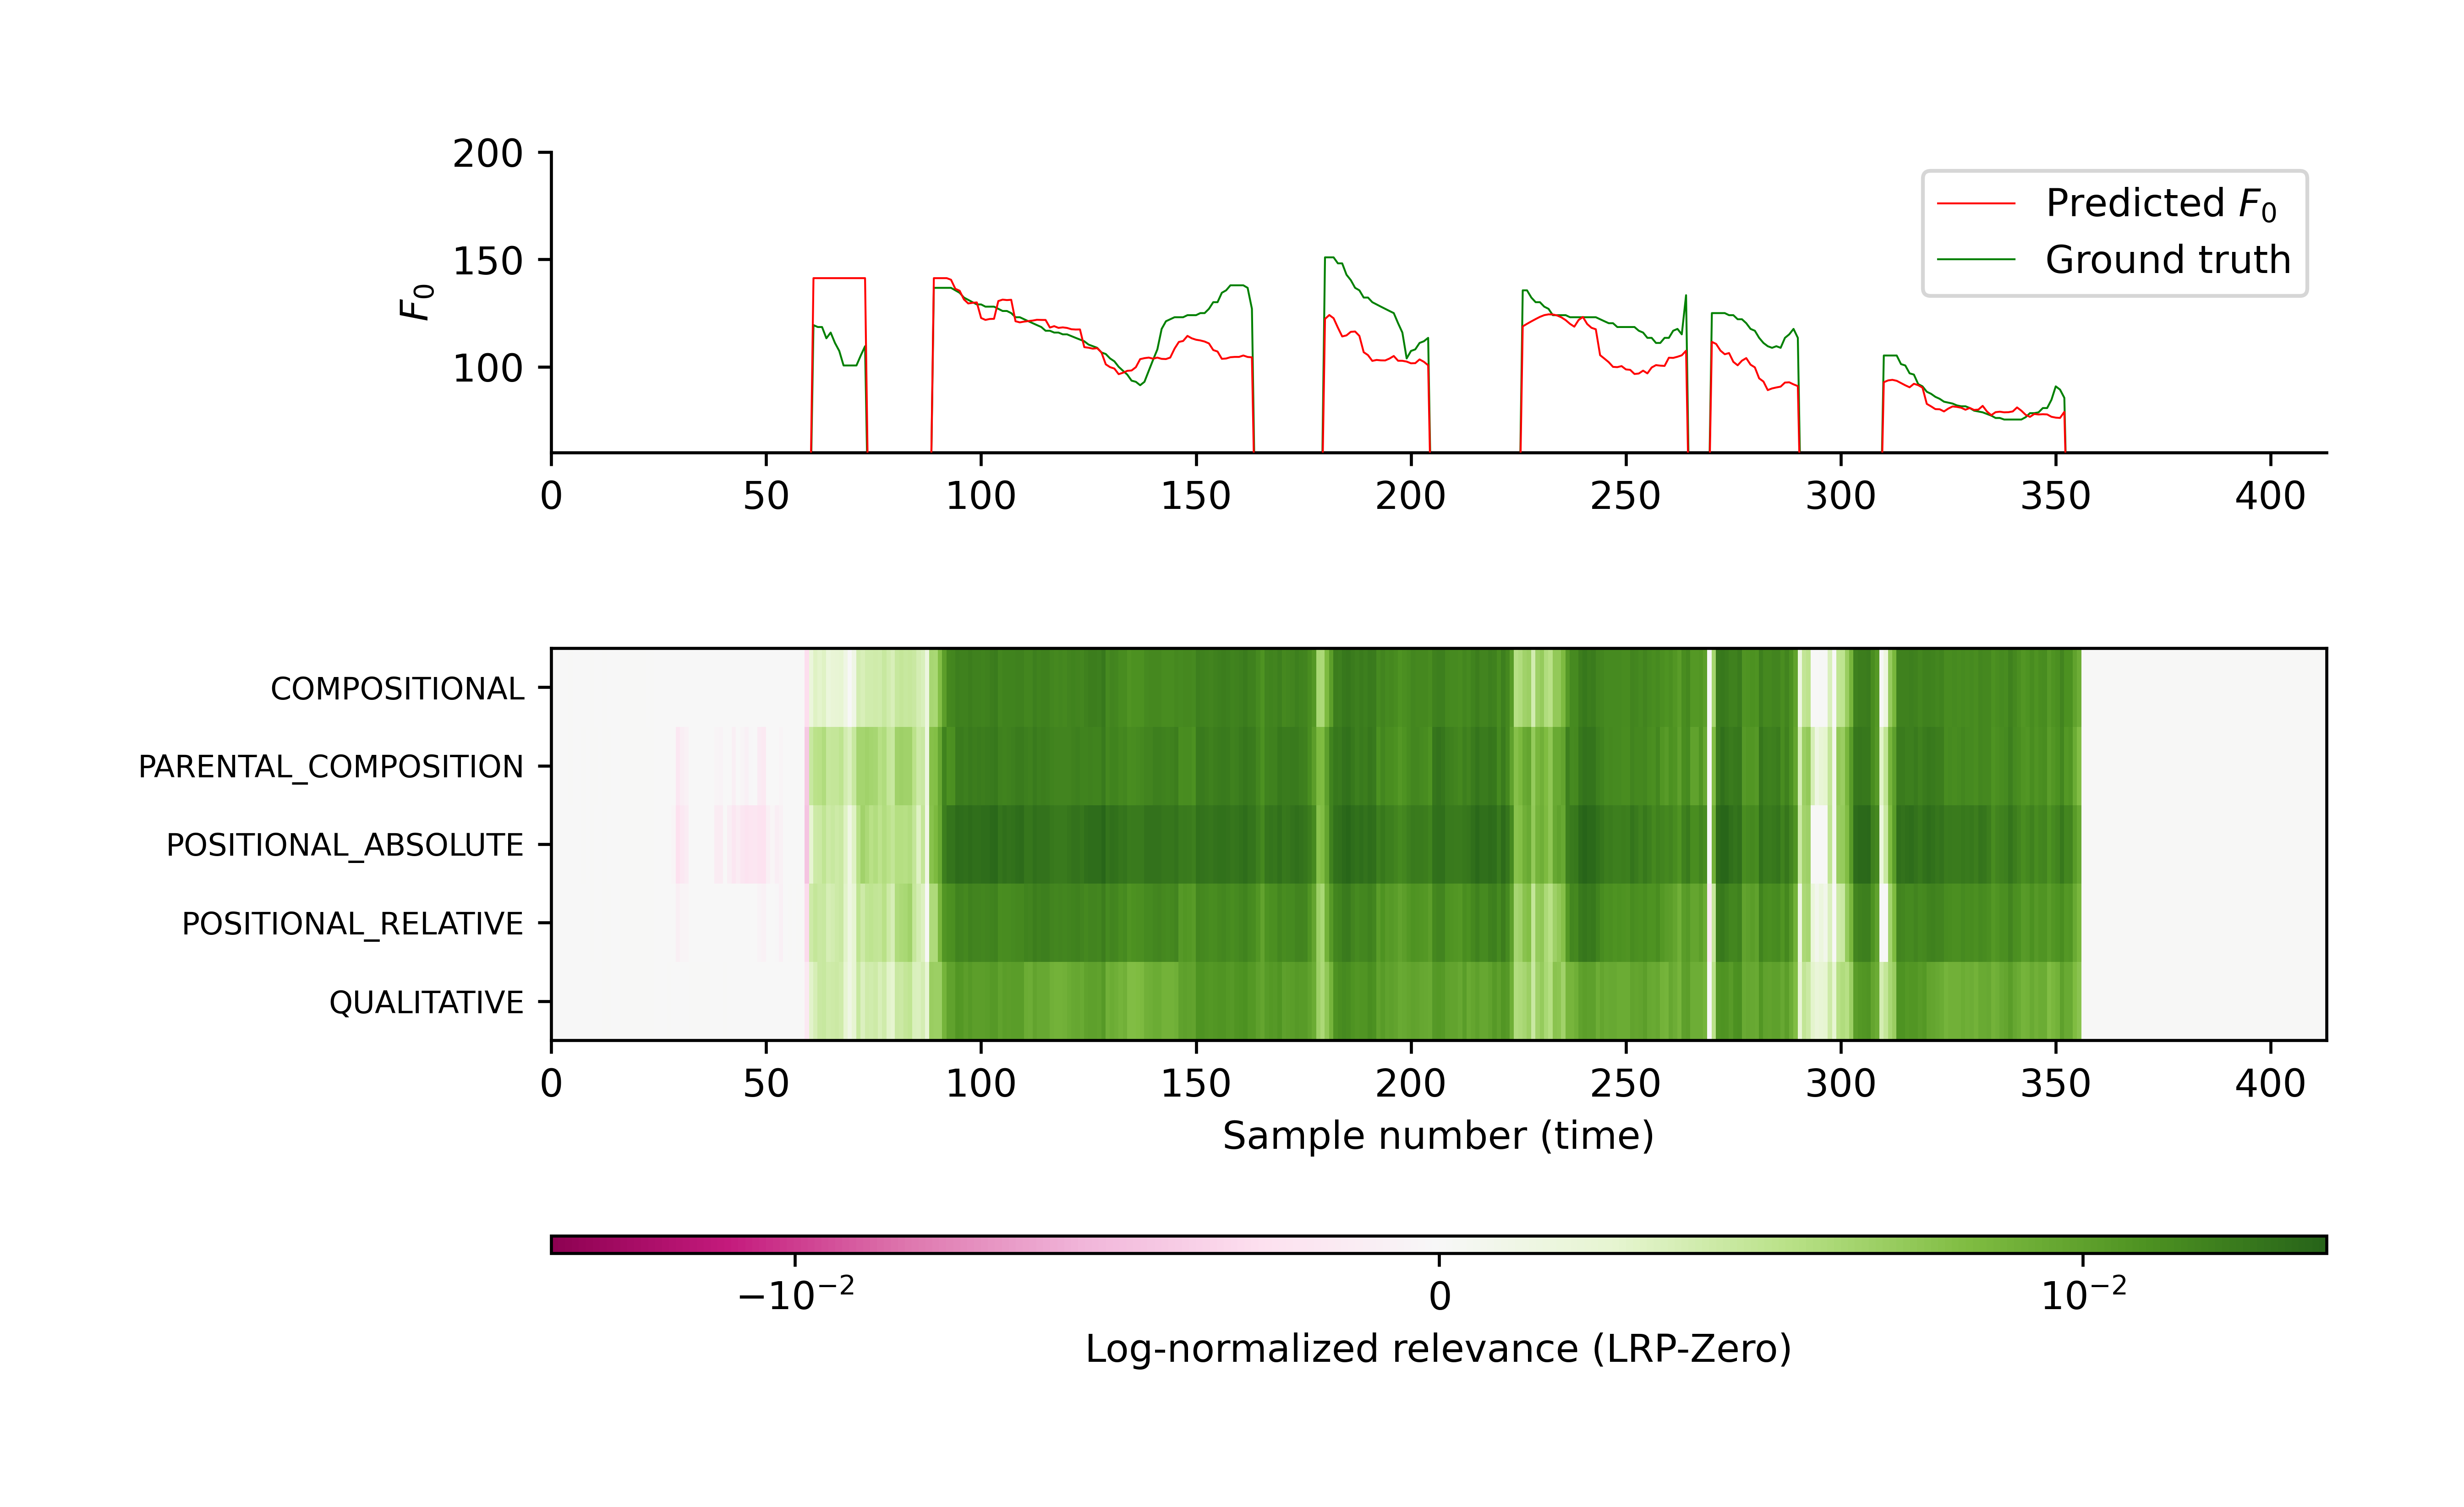 200
150
100
F0
Predicted F0
Ground truth
0 50 100 150 200 250 300 350 400
COMPOSITIONAL
PARENTAL_COMPOSITION
POSITIONAL_ABSOLUTE
POSITIONAL_RELATIVE
QUALITATIVE
0 50 100 150 200 250 300 350 400
Sample number (time)
−10−2 0 10−2
Log-normalized relevance (LRP-Zero)